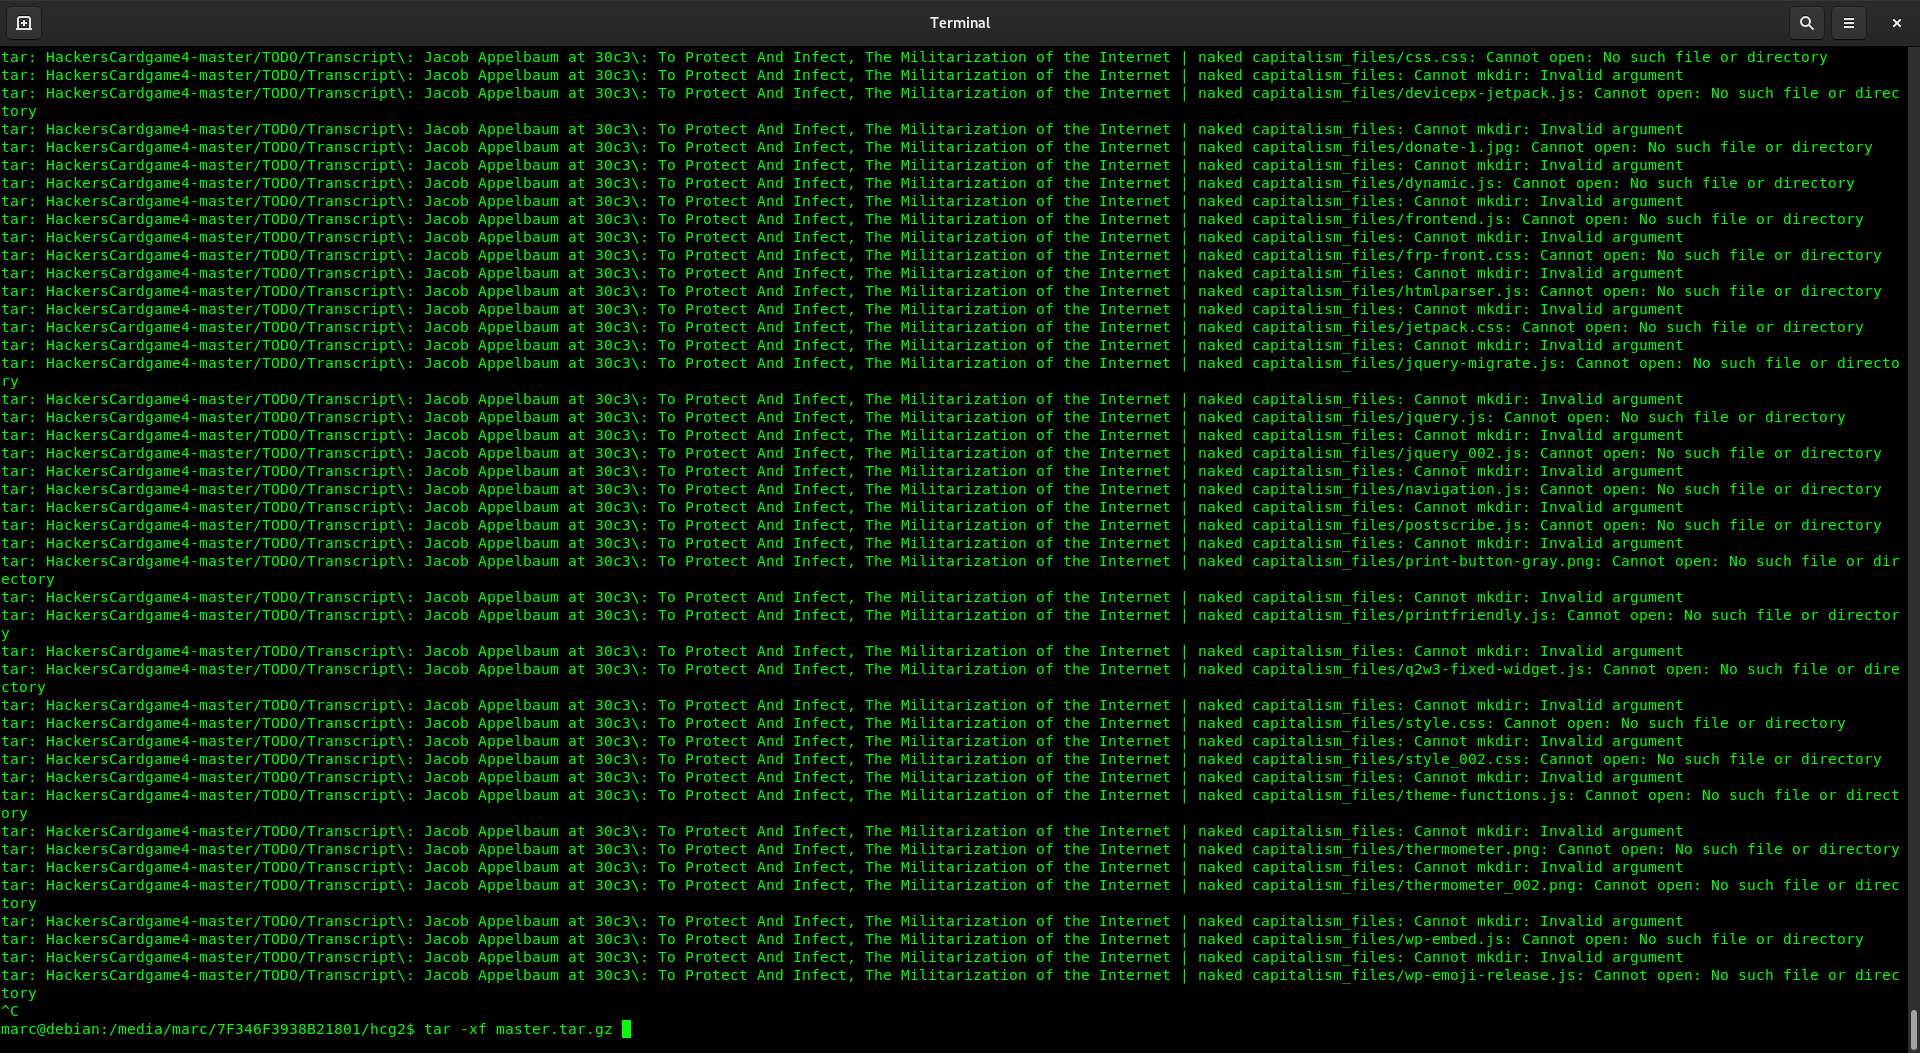 Terminal
tar: HackersCardgame4-master/TODO/Transcript\: Jacob Appelbaum at 30c3\: To Protect And Infect, The Militarization of the Internet | naked capitalism_files/css.css: Cannot open: No such file or directory
tar: HackersCardgame4-master/TODO/Transcript\: Jacob Appelbaum at 30c3\: To Protect And Infect, The Militarization of the Internet | naked capitalism_files: Cannot mkdir: Invalid argument
tar: HackersCardgame4-master/TODO/Transcript\: Jacob Appelbaum at 30c3\: To Protect And Infect, The Militarization of the Internet | naked capitalism_files/devicepx-jetpack.js: Cannot open: No such file or direc
tory
tar: HackersCardgame4-master/TODO/Transcript\: Jacob Appelbaum at 30c3\: To Protect And Infect, The Militarization of the Internet | naked capitalism_files: Cannot mkdir: Invalid argument
tar: HackersCardgame4-master/TODO/Transcript\: Jacob Appelbaum at 30c3\: To Protect And Infect, The Militarization of the Internet | naked capitalism_files/donate-1.jpg: Cannot open: No such file or directory
tar: HackersCardgame4-master/TODO/Transcript\: Jacob Appelbaum at 30c3\: To Protect And Infect, The Militarization of the Internet | naked capitalism_files: Cannot mkdir: Invalid argument
tar: HackersCardgame4-master/TODO/Transcript\: Jacob Appelbaum at 30c3\: To Protect And Infect, The Militarization of the Internet | naked capitalism_files/dynamic.js: Cannot open: No such file or directory
tar: HackersCardgame4-master/TODO/Transcript\: Jacob Appelbaum at 30c3\: To Protect And Infect, The Militarization of the Internet | naked capitalism_files: Cannot mkdir: Invalid argument
tar: HackersCardgame4-master/TODO/Transcript\: Jacob Appelbaum at 30c3\: To Protect And Infect, The Militarization of the Internet | naked capitalism_files/frontend.js: Cannot open: No such file or directory
tar: HackersCardgame4-master/TODO/Transcript\: Jacob Appelbaum at 30c3\: To Protect And Infect, The Militarization of the Internet | naked capitalism_files: Cannot mkdir: Invalid argument
tar: HackersCardgame4-master/TODO/Transcript\: Jacob Appelbaum at 30c3\: To Protect And Infect, The Militarization of the Internet | naked capitalism_files/frp-front.css: Cannot open: No such file or directory
tar: HackersCardgame4-master/TODO/Transcript\: Jacob Appelbaum at 30c3\: To Protect And Infect, The Militarization of the Internet | naked capitalism_files: Cannot mkdir: Invalid argument
tar: HackersCardgame4-master/TODO/Transcript\: Jacob Appelbaum at 30c3\: To Protect And Infect, The Militarization of the Internet | naked capitalism_files/htmlparser.js: Cannot open: No such file or directory
tar: HackersCardgame4-master/TODO/Transcript\: Jacob Appelbaum at 30c3\: To Protect And Infect, The Militarization of the Internet | naked capitalism_files: Cannot mkdir: Invalid argument
tar: HackersCardgame4-master/TODO/Transcript\: Jacob Appelbaum at 30c3\: To Protect And Infect, The Militarization of the Internet | naked capitalism_files/jetpack.css: Cannot open: No such file or directory
tar: HackersCardgame4-master/TODO/Transcript\: Jacob Appelbaum at 30c3\: To Protect And Infect, The Militarization of the Internet | naked capitalism_files: Cannot mkdir: Invalid argument
tar: HackersCardgame4-master/TODO/Transcript\: Jacob Appelbaum at 30c3\: To Protect And Infect, The Militarization of the Internet | naked capitalism_files/jquery-migrate.js: Cannot open: No such file or directo
ry
tar: HackersCardgame4-master/TODO/Transcript\: Jacob Appelbaum at 30c3\: To Protect And Infect, The Militarization of the Internet | naked capitalism_files: Cannot mkdir: Invalid argument
tar: HackersCardgame4-master/TODO/Transcript\: Jacob Appelbaum at 30c3\: To Protect And Infect, The Militarization of the Internet | naked capitalism_files/jquery.js: Cannot open: No such file or directory
tar: HackersCardgame4-master/TODO/Transcript\: Jacob Appelbaum at 30c3\: To Protect And Infect, The Militarization of the Internet | naked capitalism_files: Cannot mkdir: Invalid argument
tar: HackersCardgame4-master/TODO/Transcript\: Jacob Appelbaum at 30c3\: To Protect And Infect, The Militarization of the Internet | naked capitalism_files/jquery_002.js: Cannot open: No such file or directory
tar: HackersCardgame4-master/TODO/Transcript\: Jacob Appelbaum at 30c3\: To Protect And Infect, The Militarization of the Internet | naked capitalism_files: Cannot mkdir: Invalid argument
tar: HackersCardgame4-master/TODO/Transcript\: Jacob Appelbaum at 30c3\: To Protect And Infect, The Militarization of the Internet | naked capitalism_files/navigation.js: Cannot open: No such file or directory
tar: HackersCardgame4-master/TODO/Transcript\: Jacob Appelbaum at 30c3\: To Protect And Infect, The Militarization of the Internet | naked capitalism_files: Cannot mkdir: Invalid argument
tar: HackersCardgame4-master/TODO/Transcript\: Jacob Appelbaum at 30c3\: To Protect And Infect, The Militarization of the Internet | naked capitalism_files/postscribe.js: Cannot open: No such file or directory
tar: HackersCardgame4-master/TODO/Transcript\: Jacob Appelbaum at 30c3\: To Protect And Infect, The Militarization of the Internet | naked capitalism_files: Cannot mkdir: Invalid argument
tar: HackersCardgame4-master/TODO/Transcript\: Jacob Appelbaum at 30c3\: To Protect And Infect, The Militarization of the Internet | naked capitalism_files/print-button-gray.png: Cannot open: No such file or dir
ectory
tar: HackersCardgame4-master/TODO/Transcript\: Jacob Appelbaum at 30c3\: To Protect And Infect, The Militarization of the Internet | naked capitalism_files: Cannot mkdir: Invalid argument
tar: HackersCardgame4-master/TODO/Transcript\: Jacob Appelbaum at 30c3\: To Protect And Infect, The Militarization of the Internet | naked capitalism_files/printfriendly.js: Cannot open: No such file or director
y
tar: HackersCardgame4-master/TODO/Transcript\: Jacob Appelbaum at 30c3\: To Protect And Infect, The Militarization of the Internet | naked capitalism_files: Cannot mkdir: Invalid argument
tar: HackersCardgame4-master/TODO/Transcript\: Jacob Appelbaum at 30c3\: To Protect And Infect, The Militarization of the Internet | naked capitalism_files/q2w3-fixed-widget.js: Cannot open: No such file or dire
ctory
tar: HackersCardgame4-master/TODO/Transcript\: Jacob Appelbaum at 30c3\: To Protect And Infect, The Militarization of the Internet | naked capitalism_files: Cannot mkdir: Invalid argument
tar: HackersCardgame4-master/TODO/Transcript\: Jacob Appelbaum at 30c3\: To Protect And Infect, The Militarization of the Internet | naked capitalism_files/style.css: Cannot open: No such file or directory
tar: HackersCardgame4-master/TODO/Transcript\: Jacob Appelbaum at 30c3\: To Protect And Infect, The Militarization of the Internet | naked capitalism_files: Cannot mkdir: Invalid argument
tar: HackersCardgame4-master/TODO/Transcript\: Jacob Appelbaum at 30c3\: To Protect And Infect, The Militarization of the Internet | naked capitalism_files/style_002.css: Cannot open: No such file or directory
tar: HackersCardgame4-master/TODO/Transcript\: Jacob Appelbaum at 30c3\: To Protect And Infect, The Militarization of the Internet | naked capitalism_files: Cannot mkdir: Invalid argument
tar: HackersCardgame4-master/TODO/Transcript\: Jacob Appelbaum at 30c3\: To Protect And Infect, The Militarization of the Internet | naked capitalism_files/theme-functions.js: Cannot open: No such file or direct
ory
tar: HackersCardgame4-master/TODO/Transcript\: Jacob Appelbaum at 30c3\: To Protect And Infect, The Militarization of the Internet | naked capitalism_files: Cannot mkdir: Invalid argument
tar: HackersCardgame4-master/TODO/Transcript\: Jacob Appelbaum at 30c3\: To Protect And Infect, The Militarization of the Internet | naked capitalism_files/thermometer.png: Cannot open: No such file or directory
tar: HackersCardgame4-master/TODO/Transcript\: Jacob Appelbaum at 30c3\: To Protect And Infect, The Militarization of the Internet | naked capitalism_files: Cannot mkdir: Invalid argument
tar: HackersCardgame4-master/TODO/Transcript\: Jacob Appelbaum at 30c3\: To Protect And Infect, The Militarization of the Internet | naked capitalism_files/thermometer_002.png: Cannot open: No such file or direc
tory
tar: HackersCardgame4-master/TODO/Transcript\: Jacob Appelbaum at 30c3\: To Protect And Infect, The Militarization of the Internet | naked capitalism_files: Cannot mkdir: Invalid argument
tar: HackersCardgame4-master/TODO/Transcript\: Jacob Appelbaum at 30c3\: To Protect And Infect, The Militarization of the Internet | naked capitalism_files/wp-embed.js: Cannot open: No such file or directory
tar: HackersCardgame4-master/TODO/Transcript\: Jacob Appelbaum at 30c3\: To Protect And Infect, The Militarization of the Internet | naked capitalism_files: Cannot mkdir: Invalid argument
tar: HackersCardgame4-master/TODO/Transcript\: Jacob Appelbaum at 30c3\: To Protect And Infect, The Militarization of the Internet | naked capitalism_files/wp-emoji-release.js: Cannot open: No such file or direc
tory
^C
marc@debian:/media/marc/7F346F3938B21801/hcg2$ tar -xf master.tar.gz